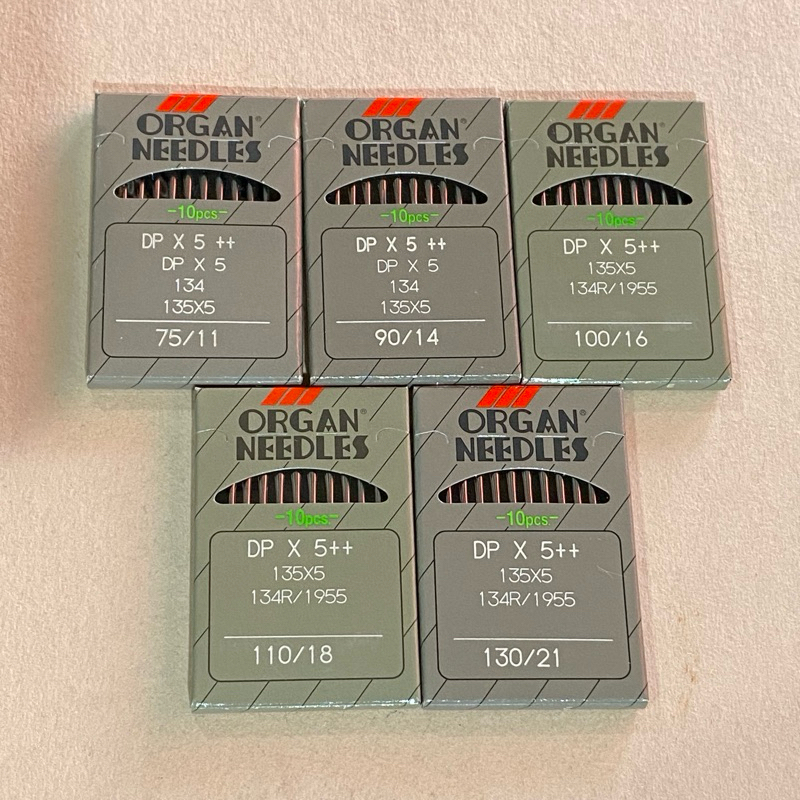 ORGAN®
NEEDLES
-10pcs-
DP X 5 ++
DP X 5
134
135X5
75/11
ORGAN®
NEEDLES
-10pcs-
DP X 5 ++
DP X 5
134
135X5
90/14
ORGAN®
NEEDLES
-10pcs-
DP X 5++
135X5
134R/1955
100/16
ORGAN®
NEEDLES
-10pcs-
DP X 5++
135X5
134R/1955
110/18
ORGAN®
NEEDLES
-10pcs-
DP X 5++
135X5
134R/1955
130/21